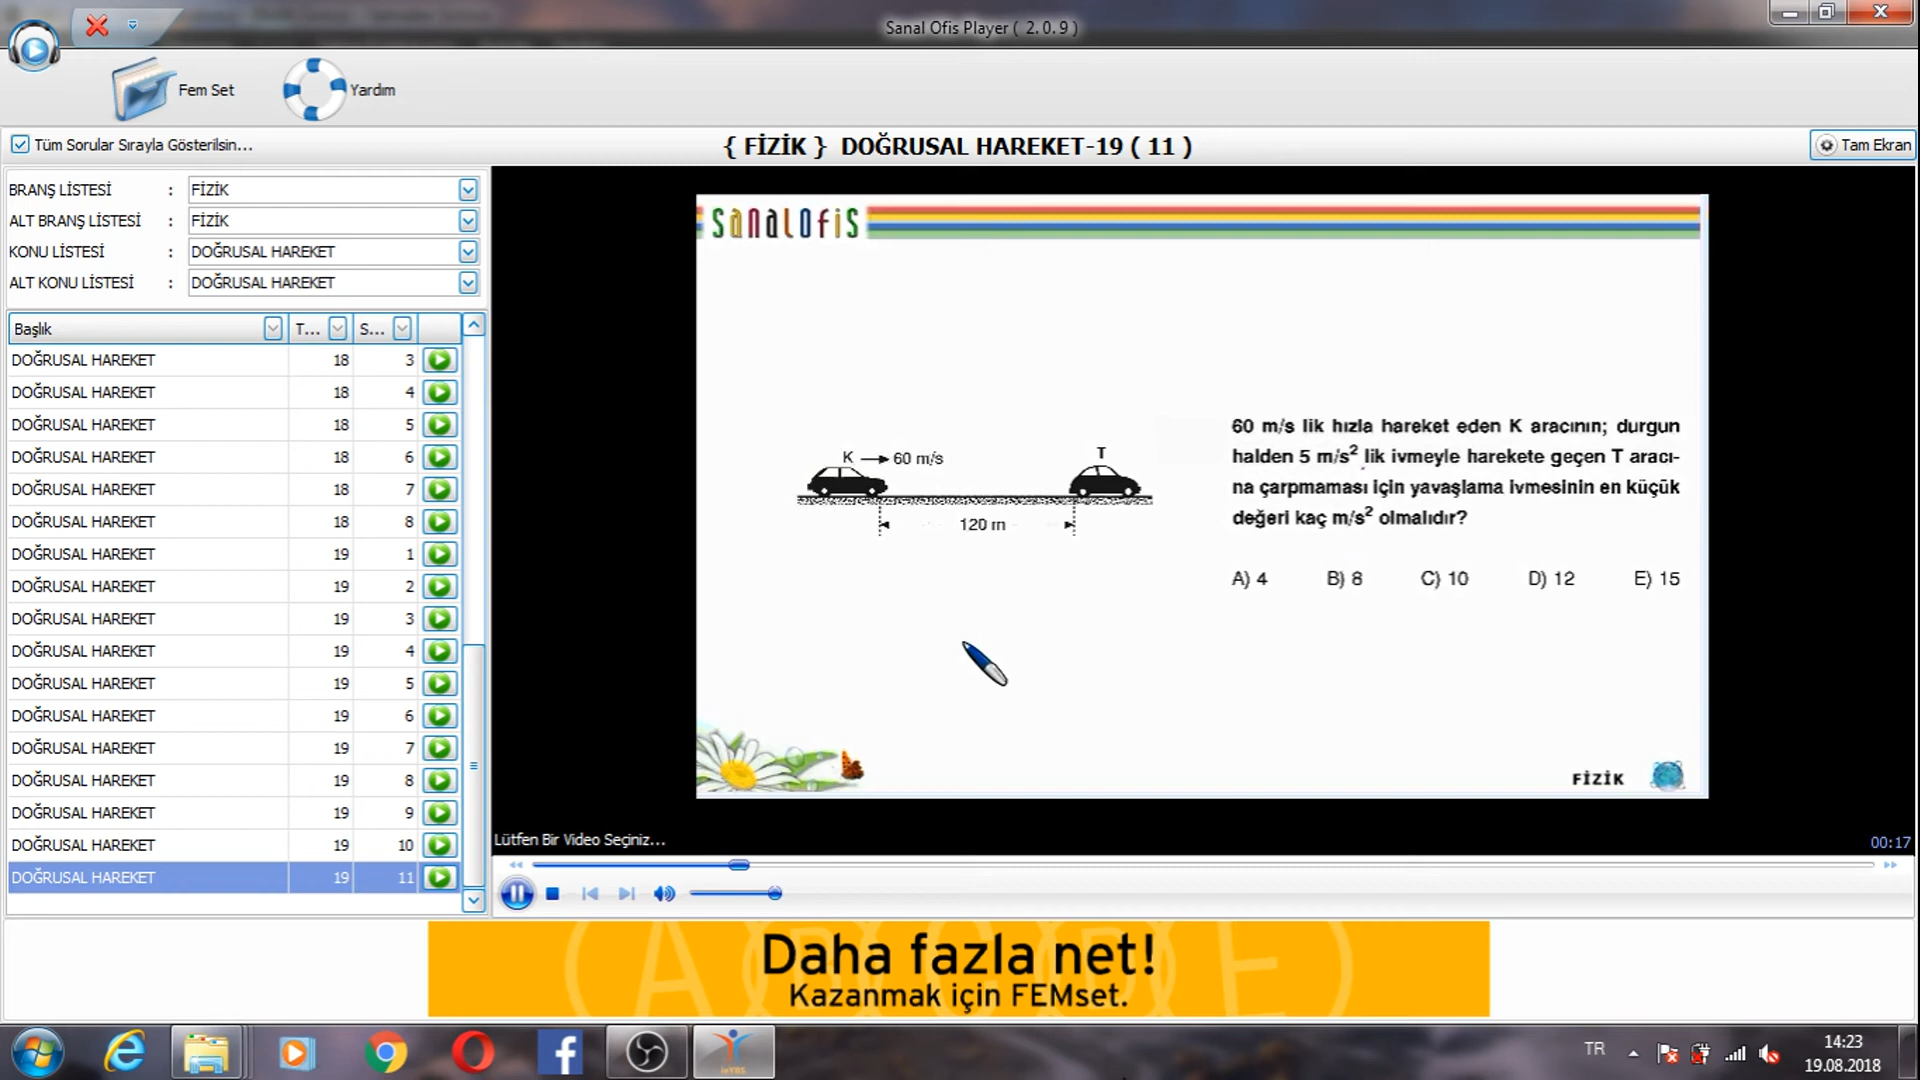 Sanal Ofis Player ( 2.0.9 )
Fem Set
Yardım
Tüm Sorular Sırayla Gösterilsin...
{ FİZİK } DOĞRUSAL HAREKET-19 ( 11 )
Tam Ekran
BRANŞ LİSTESİ : FİZİK
ALT BRANŞ LİSTESİ : FİZİK
KONU LİSTESİ : DOĞRUSAL HAREKET
ALT KONU LİSTESİ : DOĞRUSAL HAREKET
Başlık T... S...
DOĞRUSAL HAREKET 18 3
DOĞRUSAL HAREKET 18 4
DOĞRUSAL HAREKET 18 5
DOĞRUSAL HAREKET 18 6
DOĞRUSAL HAREKET 18 7
DOĞRUSAL HAREKET 18 8
DOĞRUSAL HAREKET 19 1
DOĞRUSAL HAREKET 19 2
DOĞRUSAL HAREKET 19 3
DOĞRUSAL HAREKET 19 4
DOĞRUSAL HAREKET 19 5
DOĞRUSAL HAREKET 19 6
DOĞRUSAL HAREKET 19 7
DOĞRUSAL HAREKET 19 8
DOĞRUSAL HAREKET 19 9
DOĞRUSAL HAREKET 19 10
DOĞRUSAL HAREKET 19 11
SanalOfiS
K → 60 m/s
T
120 m
60 m/s lik hızla hareket eden K aracının; durgun
halden 5 m/s² lik ivmeyle harekete geçen T aracı-
na çarpmaması için yavaşlama ivmesinin en küçük
değeri kaç m/s² olmalıdır?
A) 4 B) 8 C) 10 D) 12 E) 15
FİZİK
Lütfen Bir Video Seçiniz...
00:17
A B C D E
Daha fazla net!
Kazanmak için FEMset.
TR
14:23
19.08.2018